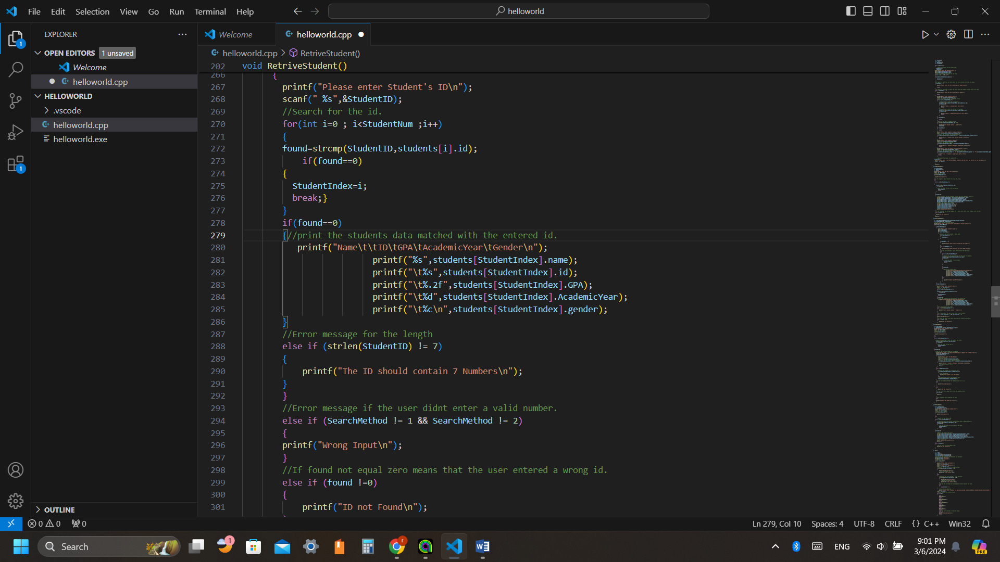 File Edit Selection View Go Run Terminal Help
helloworld
EXPLORER
OPEN EDITORS 1 unsaved
Welcome
helloworld.cpp
HELLOWORLD
.vscode
helloworld.cpp
helloworld.exe
OUTLINE
1
1
Welcome
helloworld.cpp
helloworld.cpp > RetriveStudent()
202 void RetriveStudent()
266 {
267 printf("Please enter Student's ID\n");
268 scanf(" %s",&StudentID);
269 //Search for the id.
270 for(int i=0 ; i<StudentNum ;i++)
271 {
272 found=strcmp(StudentID,students[i].id);
273 if(found==0)
274 {
275 StudentIndex=i;
276 break;}
277 }
278 if(found==0)
279 {//print the students data matched with the entered id.
280 printf("Name\t\tID\tGPA\tAcademicYear\tGender\n");
281 printf("%s",students[StudentIndex].name);
282 printf("\t%s",students[StudentIndex].id);
283 printf("\t%.2f",students[StudentIndex].GPA);
284 printf("\t%d",students[StudentIndex].AcademicYear);
285 printf("\t%c\n",students[StudentIndex].gender);
286 }
287 //Error message for the length
288 else if (strlen(StudentID) != 7)
289 {
290 printf("The ID should contain 7 Numbers\n");
291 }
292 }
293 //Error message if the user didnt enter a valid number.
294 else if (SearchMethod != 1 && SearchMethod != 2)
295 {
296 printf("Wrong Input\n");
297 }
298 //If found not equal zero means that the user entered a wrong id.
299 else if (found !=0)
300 {
301 printf("ID not Found\n");
0 0 0
Ln 279, Col 10 Spaces: 4 UTF-8 CRLF {} C++ Win32
Search
1
ENG
9:01 PM
3/6/2024
PRE